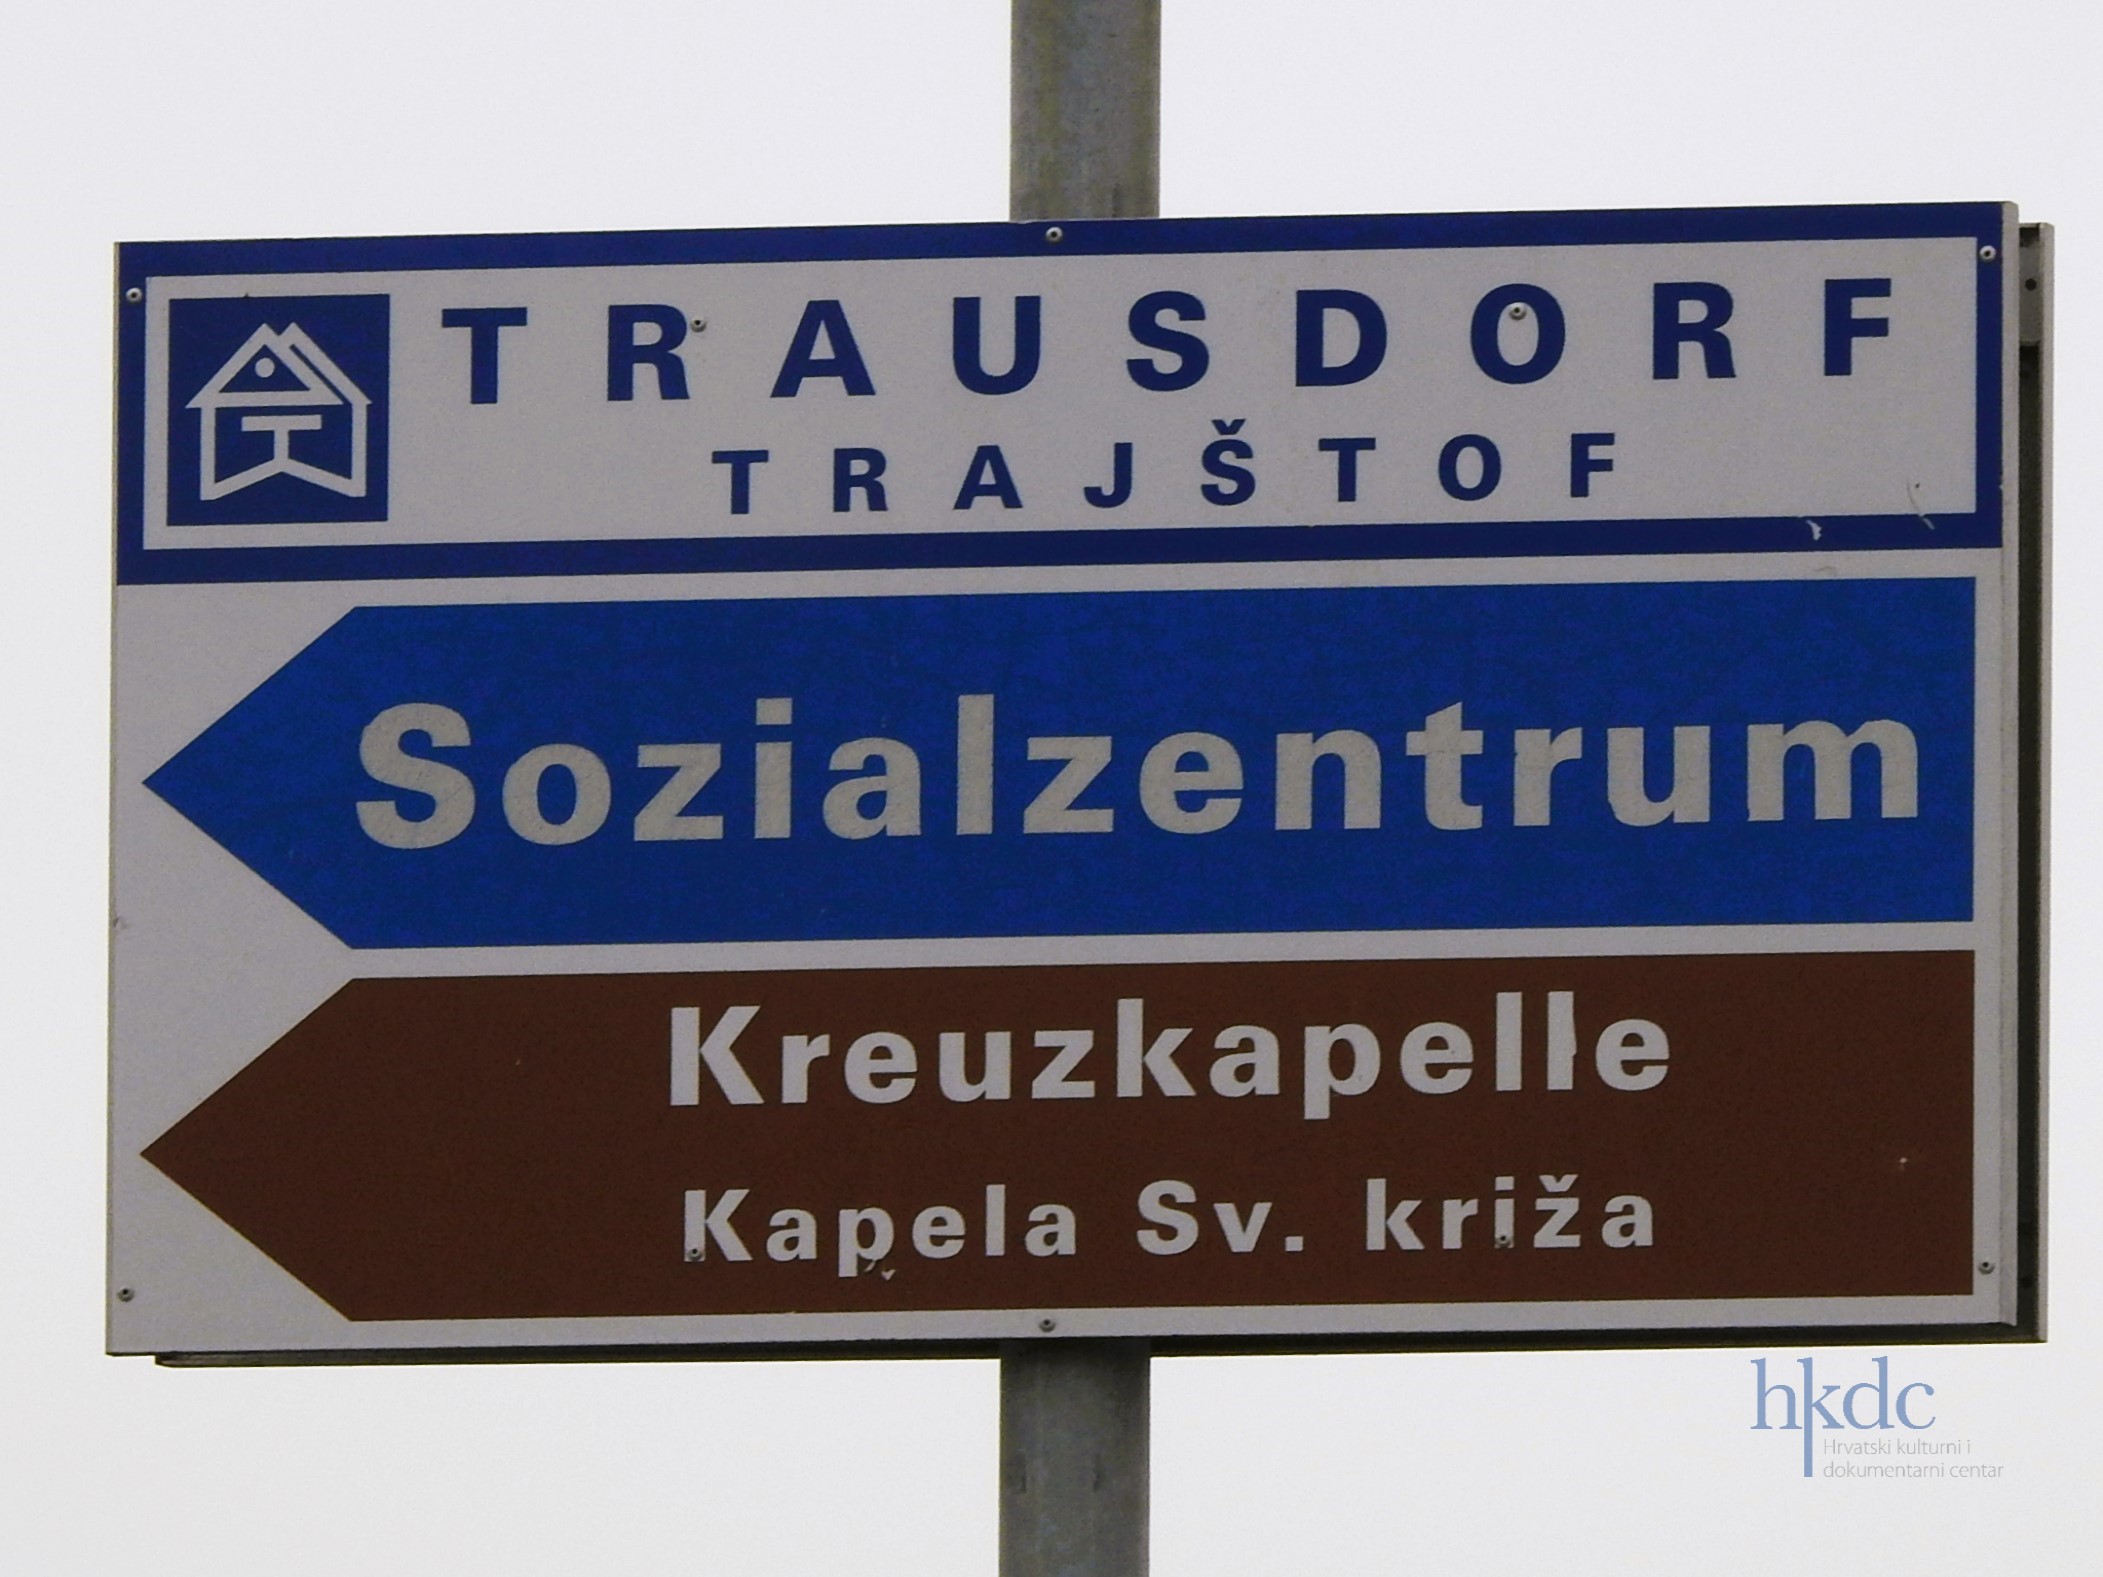 TRAUSDORF
TRAJŠTOF
Sozialzentrum
Kreuzkapelle
Kapela Sv. križa
hkdc
Hrvatski kulturni i
dokumentarni centar